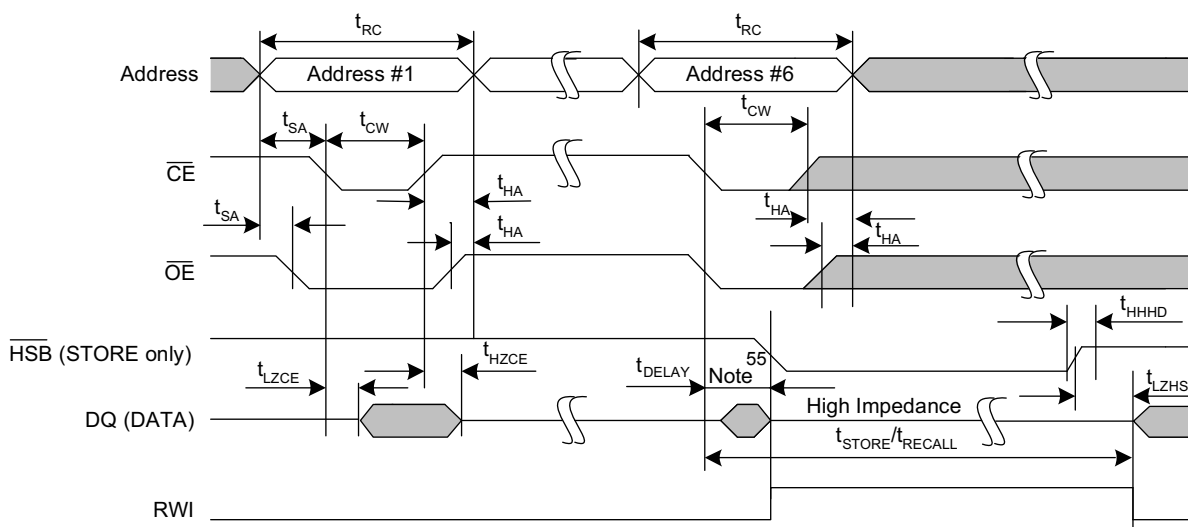 tRC tRC
Address Address #1 Address #6
tCW
tSA tCW
CE
tHA
tSA tHA
tHA tHA
OE
tHHHD
HSB (STORE only)
tHZCE 55
tLZCE tDELAY Note tLZHS
High Impedance
DQ (DATA)
tSTORE/tRECALL
RWI